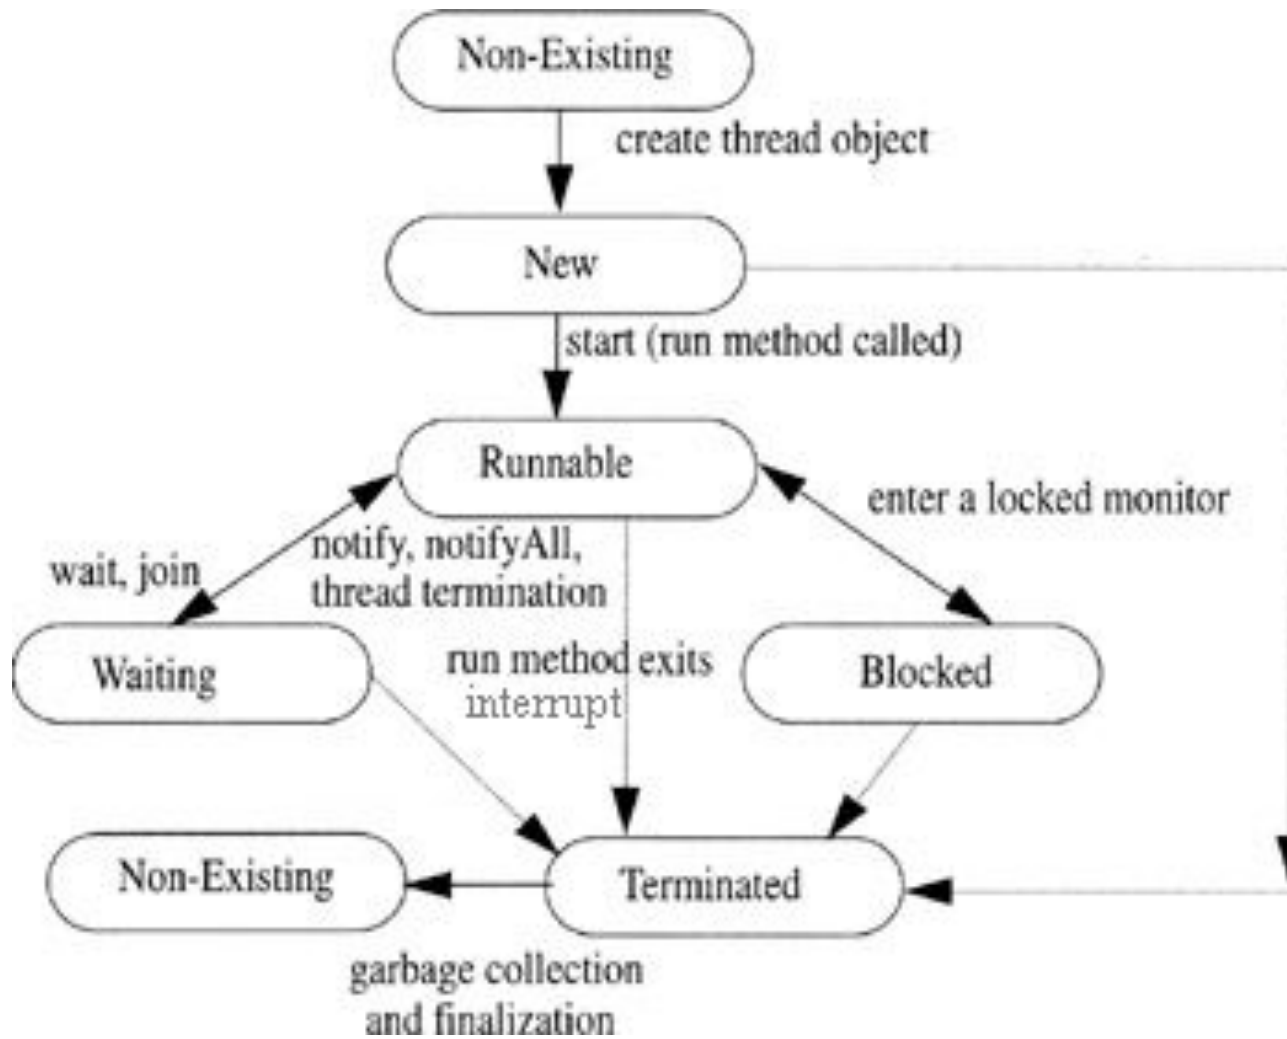 Non-Existing
create thread object
New
start (run method called)
Runnable
enter a locked monitor
wait, join
notify, notifyAll,
thread termination
Waiting
run method exits
interrupt
Blocked
Non-Existing
Terminated
garbage collection
and finalization